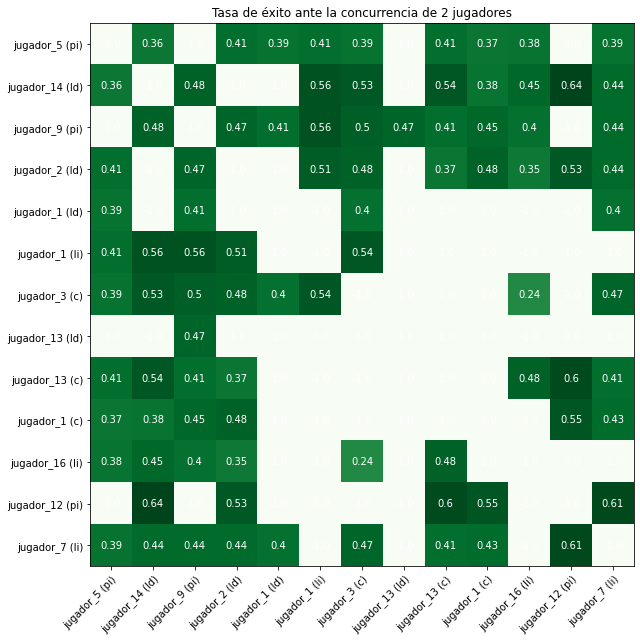 Tasa de éxito ante la concurrencia de 2 jugadores
jugador_5 (pi) 0.36 0.41 0.39 0.41 0.39 0.41 0.37 0.38 0.39
jugador_14 (ld) 0.36 0.48 0.56 0.53 0.54 0.38 0.45 0.64 0.44
jugador_9 (pi) 0.48 0.47 0.41 0.56 0.5 0.47 0.41 0.45 0.4 0.44
jugador_2 (ld) 0.41 0.47 0.51 0.48 0.37 0.48 0.35 0.53 0.44
jugador_1 (ld) 0.39 0.41 0.4 0.4
jugador_1 (li) 0.41 0.56 0.56 0.51 0.54
jugador_3 (c) 0.39 0.53 0.5 0.48 0.4 0.54 0.24 0.47
jugador_13 (ld) 0.47
jugador_13 (c) 0.41 0.54 0.41 0.37 0.48 0.6 0.41
jugador_1 (c) 0.37 0.38 0.45 0.48 0.55 0.43
jugador_16 (li) 0.38 0.45 0.4 0.35 0.24 0.48
jugador_12 (pi) 0.64 0.53 0.6 0.55 0.61
jugador_7 (li) 0.39 0.44 0.44 0.44 0.4 0.47 0.41 0.43 0.61
jugador_5 (pi) jugador_14 (ld) jugador_9 (pi) jugador_2 (ld) jugador_1 (ld) jugador_1 (li) jugador_3 (c) jugador_13 (ld) jugador_13 (c) jugador_1 (c) jugador_16 (li) jugador_12 (pi) jugador_7 (li)